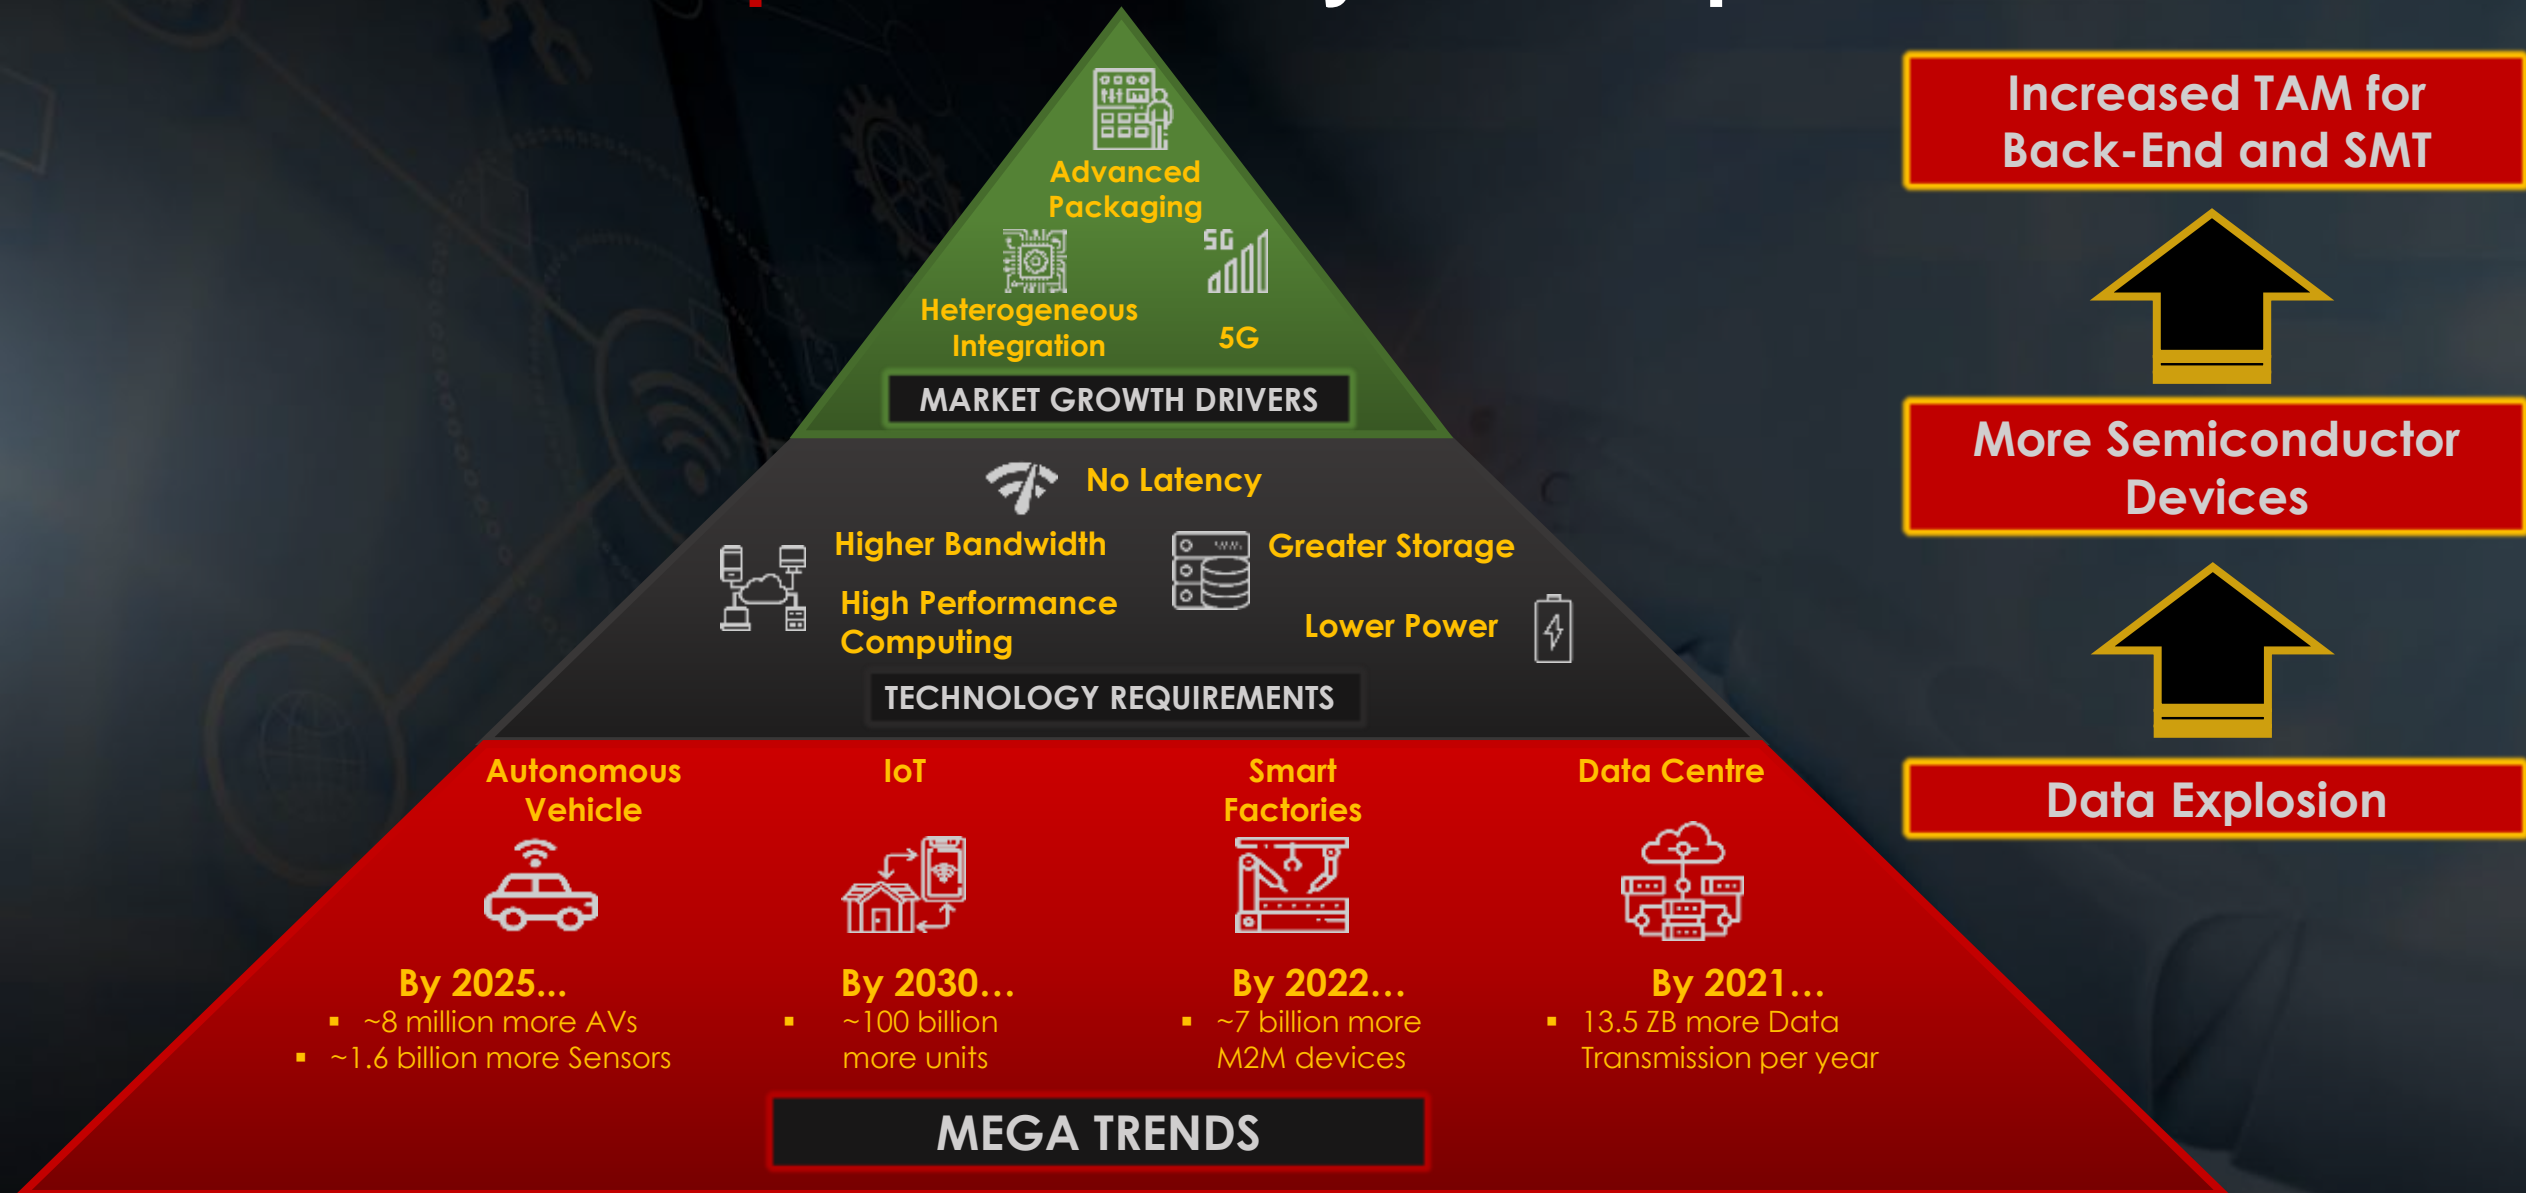 Advanced
Packaging
5G
Heterogeneous
Integration
5G
MARKET GROWTH DRIVERS
No Latency
Higher Bandwidth
Greater Storage
High Performance
Computing
Lower Power
TECHNOLOGY REQUIREMENTS
Autonomous
Vehicle
By 2025...
▪ ~8 million more AVs
▪ ~1.6 billion more Sensors
IoT
By 2030...
▪ ~100 billion
more units
Smart
Factories
By 2022...
▪ ~7 billion more
M2M devices
Data Centre
By 2021...
▪ 13.5 ZB more Data
Transmission per year
MEGA TRENDS
Increased TAM for
Back-End and SMT
More Semiconductor
Devices
Data Explosion